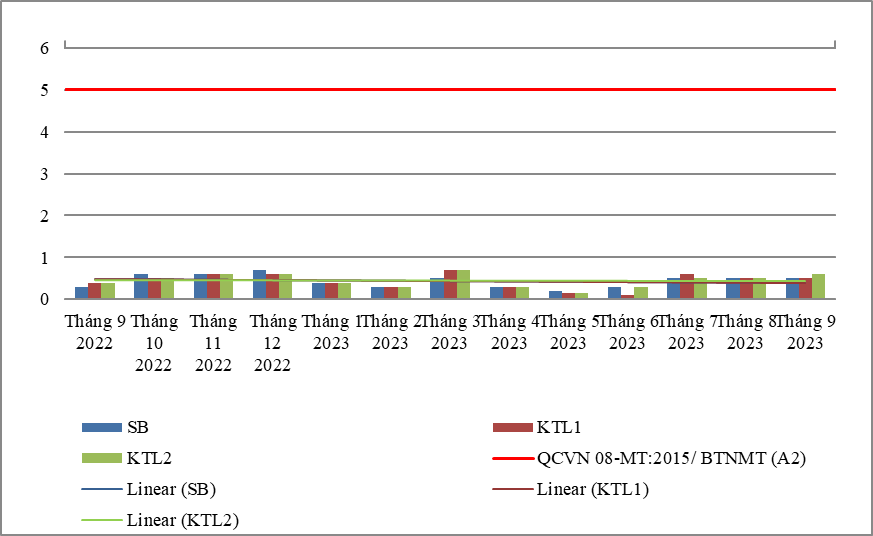 6
5
4
3
2
1
0
Tháng 9 Tháng Tháng Tháng Tháng 1 Tháng 2 Tháng 3 Tháng 4 Tháng 5 Tháng 6 Tháng 7 Tháng 8 Tháng 9
2022 10 11 12 2023 2023 2023 2023 2023 2023 2023 2023 2023
2022 2022 2022
SB KTL1
KTL2 QCVN 08-MT:2015/ BTNMT (A2)
Linear (SB) Linear (KTL1)
Linear (KTL2)